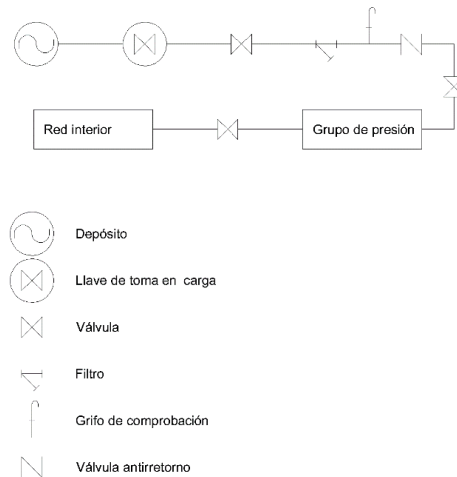 Red interior
Grupo de presión
Depósito
Llave de toma en carga
Válvula
Filtro
Grifo de comprobación
Válvula antirretorno